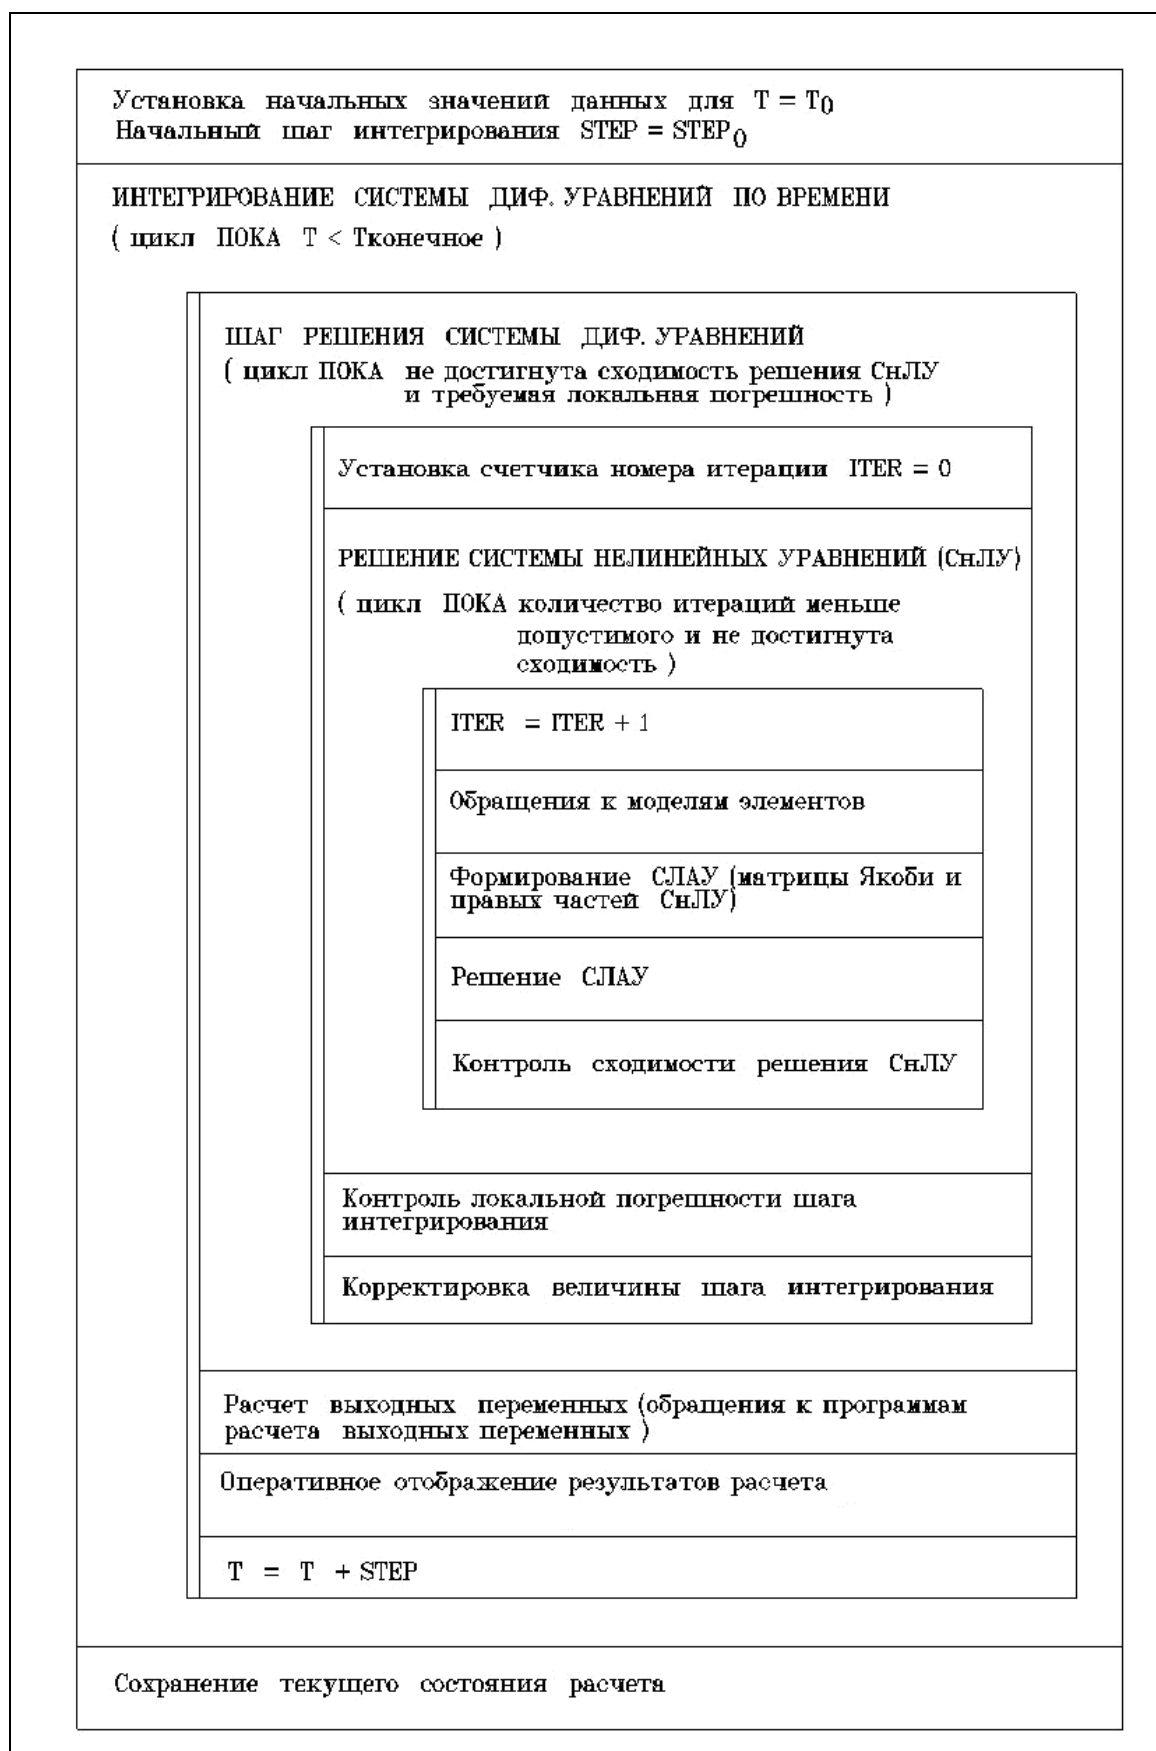 Установка начальных значений данных для T = T0
Начальный шаг интегрирования STEP = STEP0
ИНТЕГРИРОВАНИЕ СИСТЕМЫ ДИФ. УРАВНЕНИЙ ПО ВРЕМЕНИ
( цикл ПОКА T < Tконечное )
ШАГ РЕШЕНИЯ СИСТЕМЫ ДИФ. УРАВНЕНИЙ
( цикл ПОКА не достигнута сходимость решения СнЛУ
и требуемая локальная погрешность )
Установка счетчика номера итерации ITER = 0
РЕШЕНИЕ СИСТЕМЫ НЕЛИНЕЙНЫХ УРАВНЕНИЙ (СнЛУ)
( цикл ПОКА количество итераций меньше
допустимого и не достигнута
сходимость )
ITER = ITER + 1
Обращения к моделям элементов
Формирование СЛАУ (матрицы Якоби и
правых частей СнЛУ)
Решение СЛАУ
Контроль сходимости решения СнЛУ
Контроль локальной погрешности шага
интегрирования
Корректировка величины шага интегрирования
Расчет выходных переменных (обращения к программам
расчета выходных переменных )
Оперативное отображение результатов расчета
T = T + STEP
Сохранение текущего состояния расчета